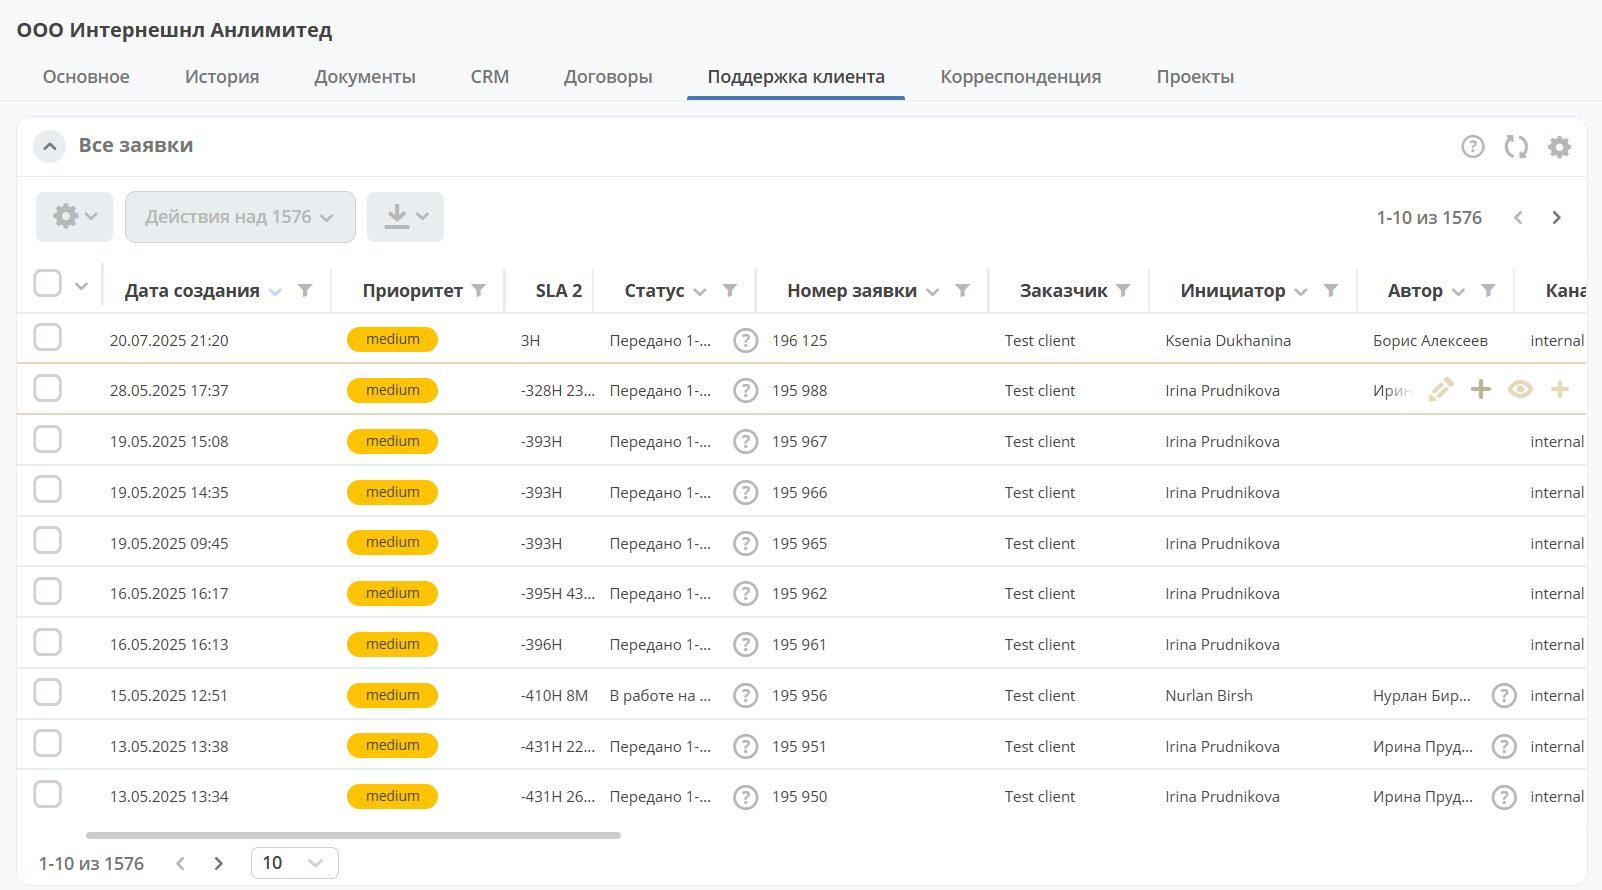 ООО Интернешнл Анлимитед
Основное История Документы CRM Договоры Поддержка клиента Корреспонденция Проекты
Все заявки
Действия над 1576 1-10 из 1576
Дата создания Приоритет SLA 2 Статус Номер заявки Заказчик Инициатор Автор Кана
20.07.2025 21:20 medium 3H Передано 1-... 196 125 Test client Ksenia Dukhanina Борис Алексеев internal
28.05.2025 17:37 medium -328H 23... Передано 1-... 195 988 Test client Irina Prudnikova Ирин
19.05.2025 15:08 medium -393H Передано 1-... 195 967 Test client Irina Prudnikova internal
19.05.2025 14:35 medium -393H Передано 1-... 195 966 Test client Irina Prudnikova internal
19.05.2025 09:45 medium -393H Передано 1-... 195 965 Test client Irina Prudnikova internal
16.05.2025 16:17 medium -395H 43... Передано 1-... 195 962 Test client Irina Prudnikova internal
16.05.2025 16:13 medium -396H Передано 1-... 195 961 Test client Irina Prudnikova internal
15.05.2025 12:51 medium -410H 8M В работе на ... 195 956 Test client Nurlan Birsh Нурлан Бир... internal
13.05.2025 13:38 medium -431H 22... Передано 1-... 195 951 Test client Irina Prudnikova Ирина Пруд... internal
13.05.2025 13:34 medium -431H 26... Передано 1-... 195 950 Test client Irina Prudnikova Ирина Пруд... internal
1-10 из 1576 10